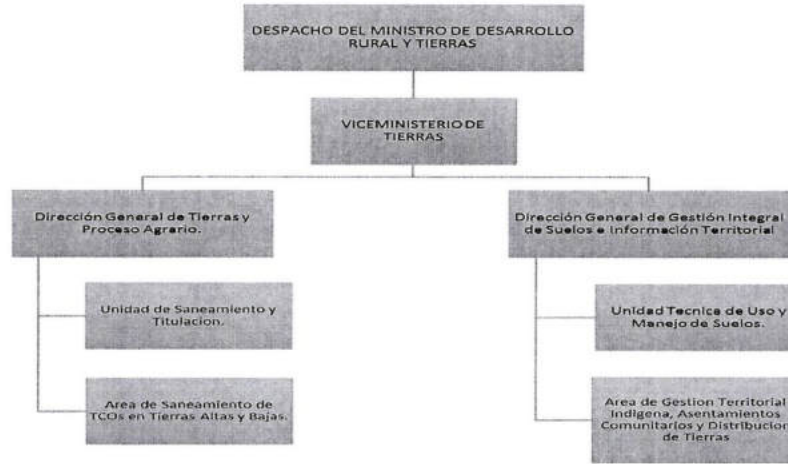 DESPACHO DEL MINISTRO DE DESARROLLO
RURAL Y TIERRAS
VICEMINISTERIO DE
TIERRAS
Dirección General de Tierras y
Proceso Agrario.
Dirección General de Gestión Integral
de Suelos e Información Territorial
Unidad de Saneamiento y
Titulacion.
Unidad Tecnica de Uso y
Manejo de Suelos.
Area de Saneamiento de
TCOs en Tierras Altas y Bajas.
Area de Gestion Territorial
Indigena, Asentamientos
Comunitarios y Distribucion
de Tierras